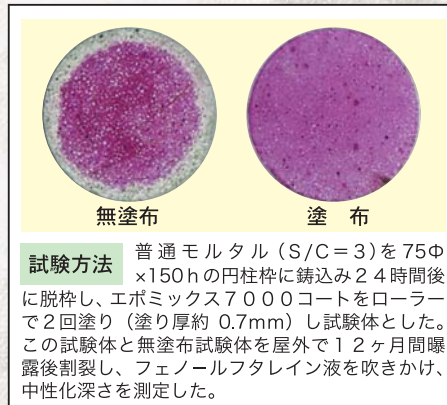 無塗布
塗 布
試験方法 普通モルタル(S/C=3)を75Φ
×150hの円柱枠に鋳込み24時間後
に脱枠し、エポミックス7000コートをローラー
で2回塗り(塗り厚約 0.7mm)し試験体とした。
この試験体と無塗布試験体を屋外で12ヶ月間曝
露後割裂し、フェノールフタレイン液を吹きかけ、
中性化深さを測定した。